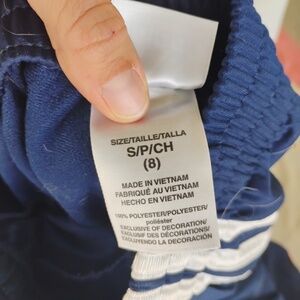 SIZE/TAILLE/TALLA
S/P/CH
(8)
MADE IN VIETNAM
FABRIQUÉ AU VIETNAM
HECHO EN VIETNAM
100% POLYESTER/POLYESTER/
poliéster
EXCLUSIVE OF DECORATION/
EXCLUSIF DES DÉCORATIONS/
EXCLUYENDO LA DECORACIÓN